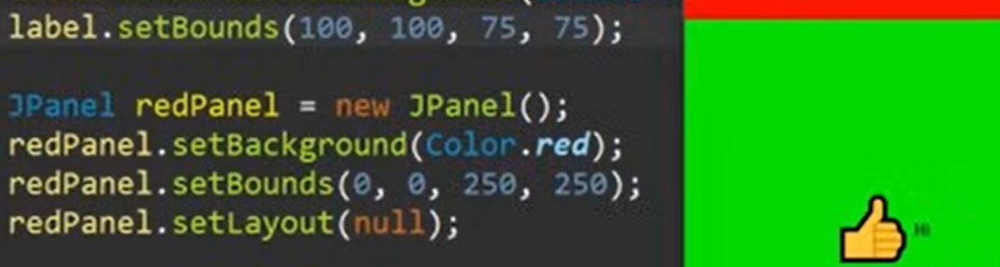 label.setBounds(100, 100, 75, 75);
JPanel redPanel = new JPanel();
redPanel.setBackground(Color.red);
redPanel.setBounds(0, 0, 250, 250);
redPanel.setLayout(null);
Hi